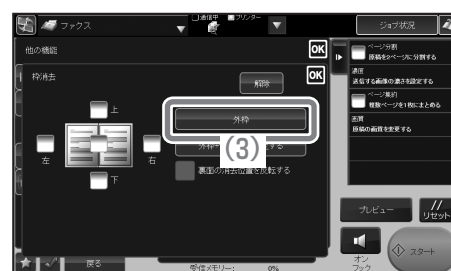 ファクス
通信中
プリンター
ジョブ状況
他の機能
OK
枠消去
解除
OK
上
左
右
下
外枠
(3)
裏面の消去位置を反転する
ページ分割
原稿を2ページに分割する
濃度
送信する画像の濃さを設定する
ページ集約
複数ページを1枚にまとめる
画質
原稿の画質を変更する
プレビュー
リセット
オン
フック
スタート
戻る
受信メモリー: 0%